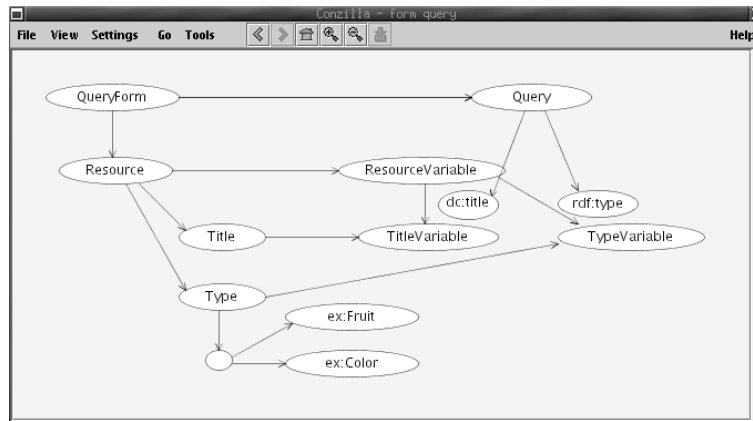 Conzilla - form query
File View Settings Go Tools Help
QueryForm Query
Resource ResourceVariable
dc:title rdf:type
Title TitleVariable TypeVariable
Type
ex:Fruit
ex:Color